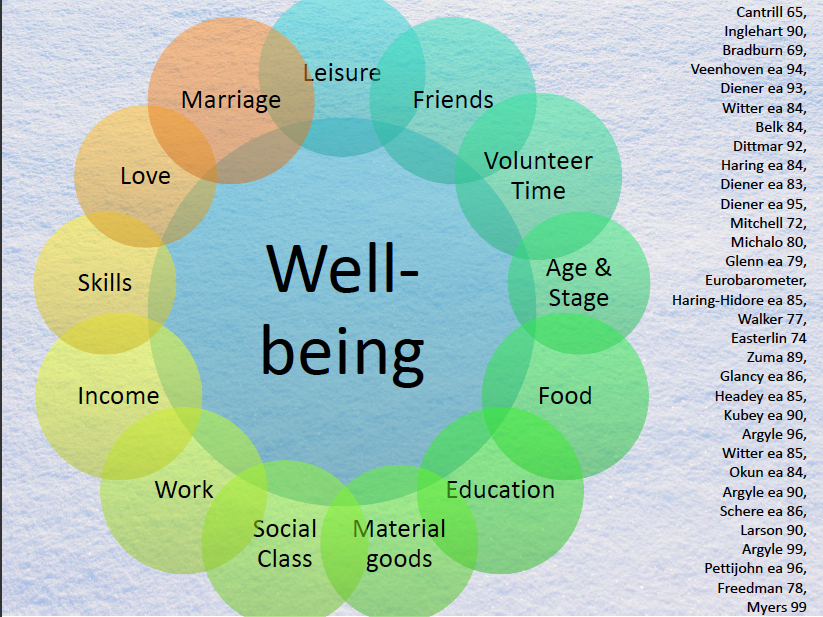 Leisure
Marriage
Friends
Love
Volunteer
Time
Skills
Age &
Stage
Well-
being
Income
Food
Work
Education
Social
Class
Material
goods
Cantrill 65,
Inglehart 90,
Bradburn 69,
Veenhoven ea 94,
Diener ea 93,
Witter ea 84,
Belk 84,
Dittmar 92,
Haring ea 84,
Diener ea 83,
Diener ea 95,
Mitchell 72,
Michalo 80,
Glenn ea 79,
Eurobarometer,
Haring-Hidore ea 85,
Walker 77,
Easterlin 74
Zuma 89,
Glancy ea 86,
Headey ea 85,
Kubey ea 90,
Argyle 96,
Witter ea 85,
Okun ea 84,
Argyle ea 90,
Schere ea 86,
Larson 90,
Argyle 99,
Pettijohn ea 96,
Freedman 78,
Myers 99